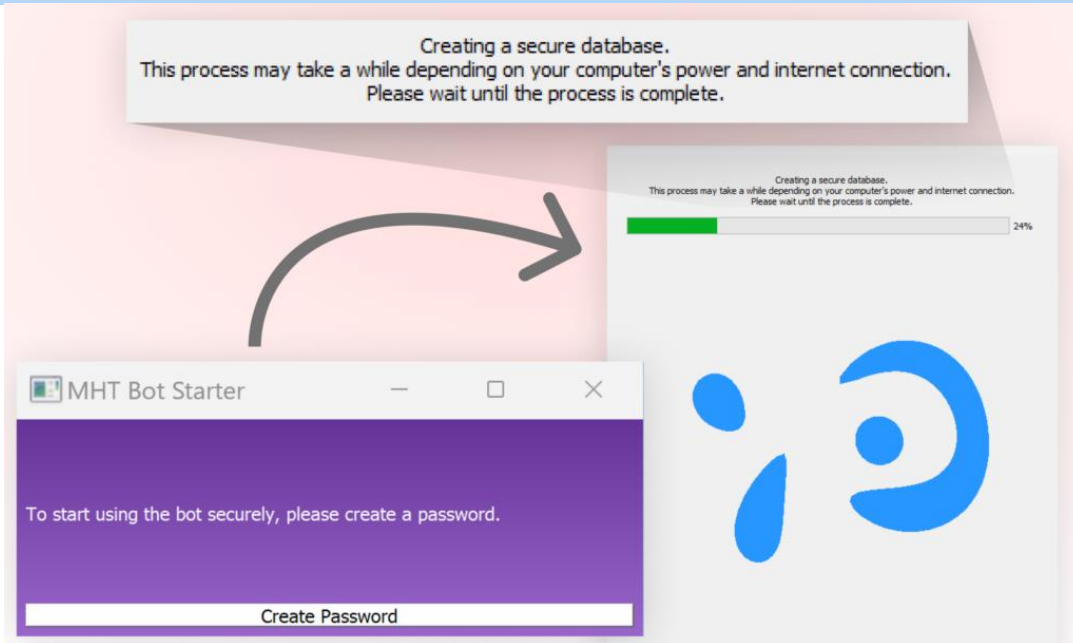 Creating a secure database.
This process may take a while depending on your computer's power and internet connection.
Please wait until the process is complete.
Creating a secure database.
This process may take a while depending on your computer's power and internet connection.
Please wait until the process is complete.
24%
MHT Bot Starter
To start using the bot securely, please create a password.
Create Password